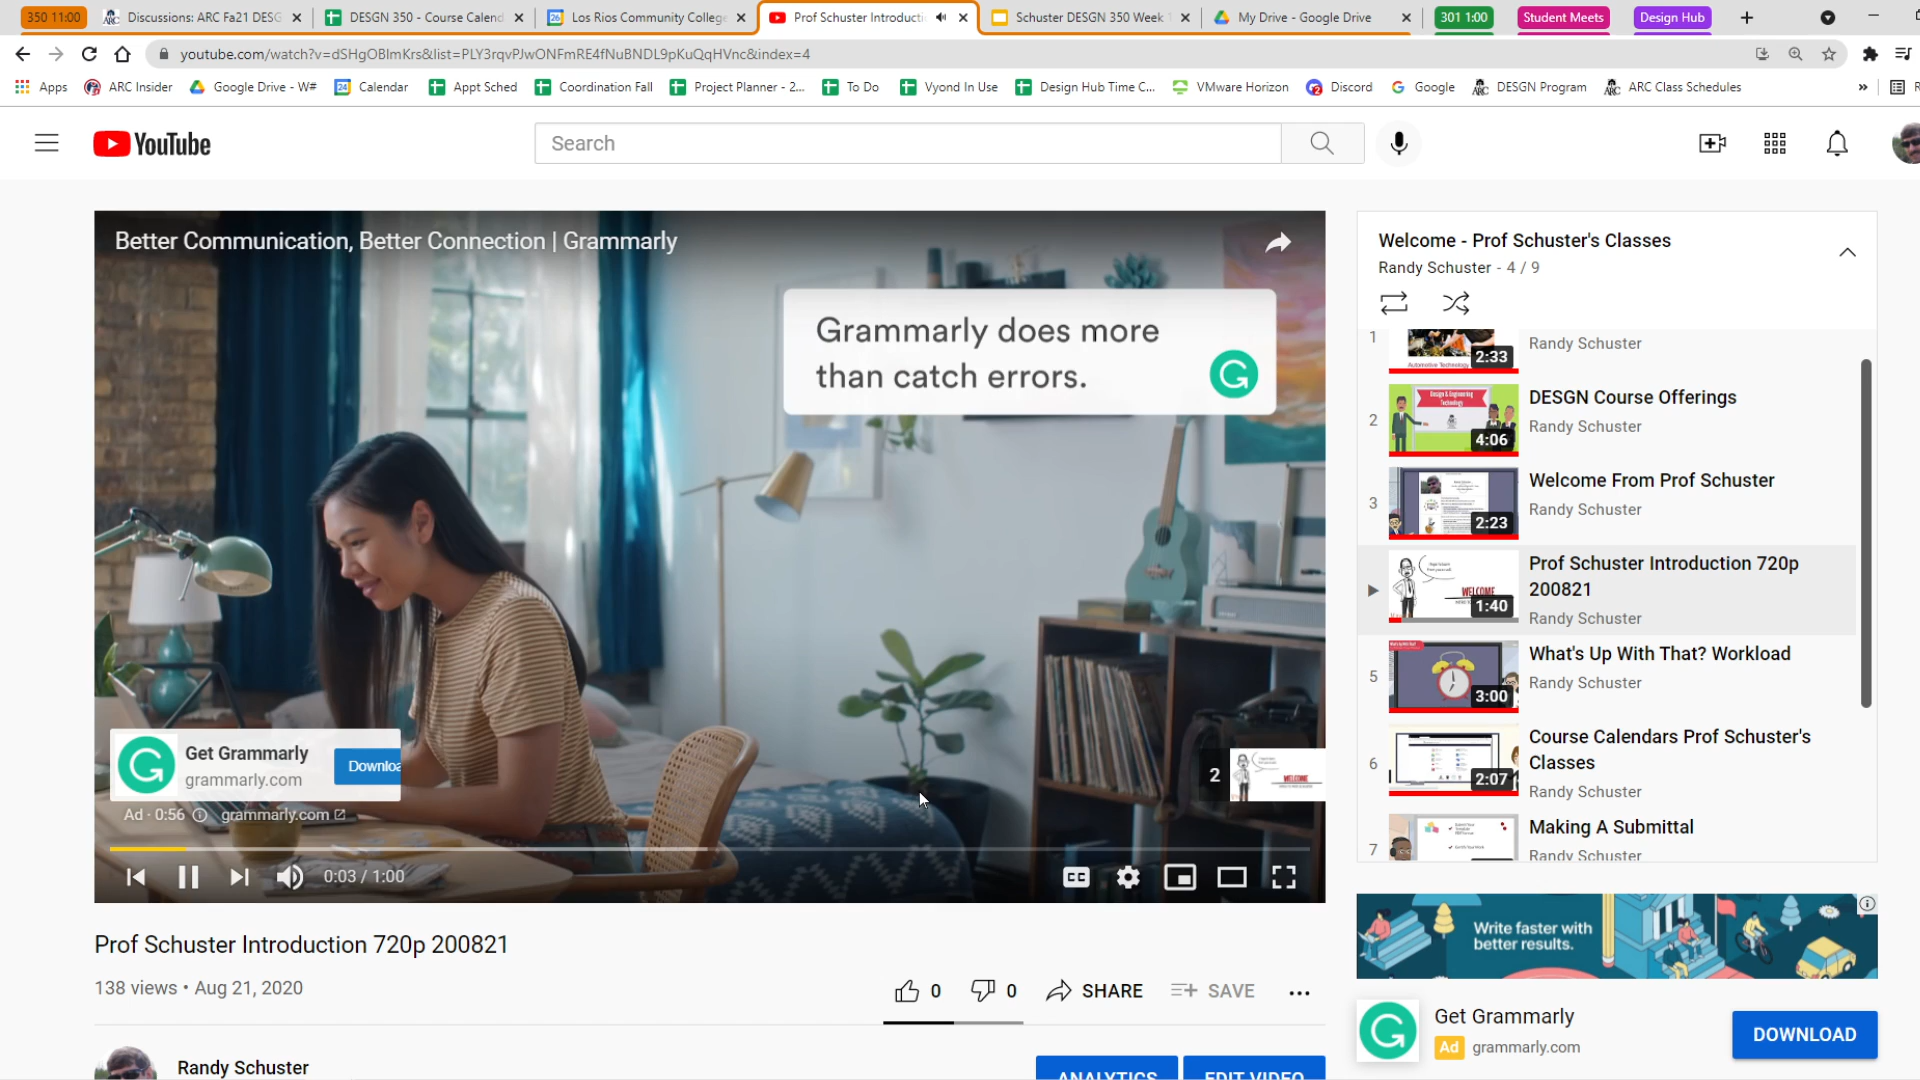 350 11:00
Discussions: ARC Fa21 DESG
DESGN 350 - Course Calend
Los Rios Community College
Prof Schuster Introducti
Schuster DESGN 350 Week 1
My Drive - Google Drive
301 1:00
Student Meets
Design Hub
youtube.com/watch?v=dSHgOBlmKrs&list=PLY3rqvPJwONFmRE4fNuBNDL9pKuQqHVnc&index=4
Apps
ARC Insider
Google Drive - W#
Calendar
Appt Sched
Coordination Fall
Project Planner - 2...
To Do
Vyond In Use
Design Hub Time C...
VMware Horizon
Discord
Google
DESGN Program
ARC Class Schedules
»
YouTube
Search
Better Communication, Better Connection | Grammarly
Grammarly does more
than catch errors.
Get Grammarly
grammarly.com
Downloa
2
Ad · 0:56
grammarly.com
0:03 / 1:00
CC
Prof Schuster Introduction 720p 200821
138 views • Aug 21, 2020
0
0
SHARE
SAVE
Randy Schuster
ANALYTICS
EDIT VIDEO
Welcome - Prof Schuster's Classes
Randy Schuster - 4 / 9
1
2:33
Randy Schuster
2
4:06
DESGN Course Offerings
Randy Schuster
3
2:23
Welcome From Prof Schuster
Randy Schuster
WELCOME
1:40
Prof Schuster Introduction 720p
200821
Randy Schuster
5
3:00
What's Up With That? Workload
Randy Schuster
6
2:07
Course Calendars Prof Schuster's
Classes
Randy Schuster
7
Making A Submittal
Randy Schuster
Write faster with
better results.
Get Grammarly
Ad grammarly.com
DOWNLOAD